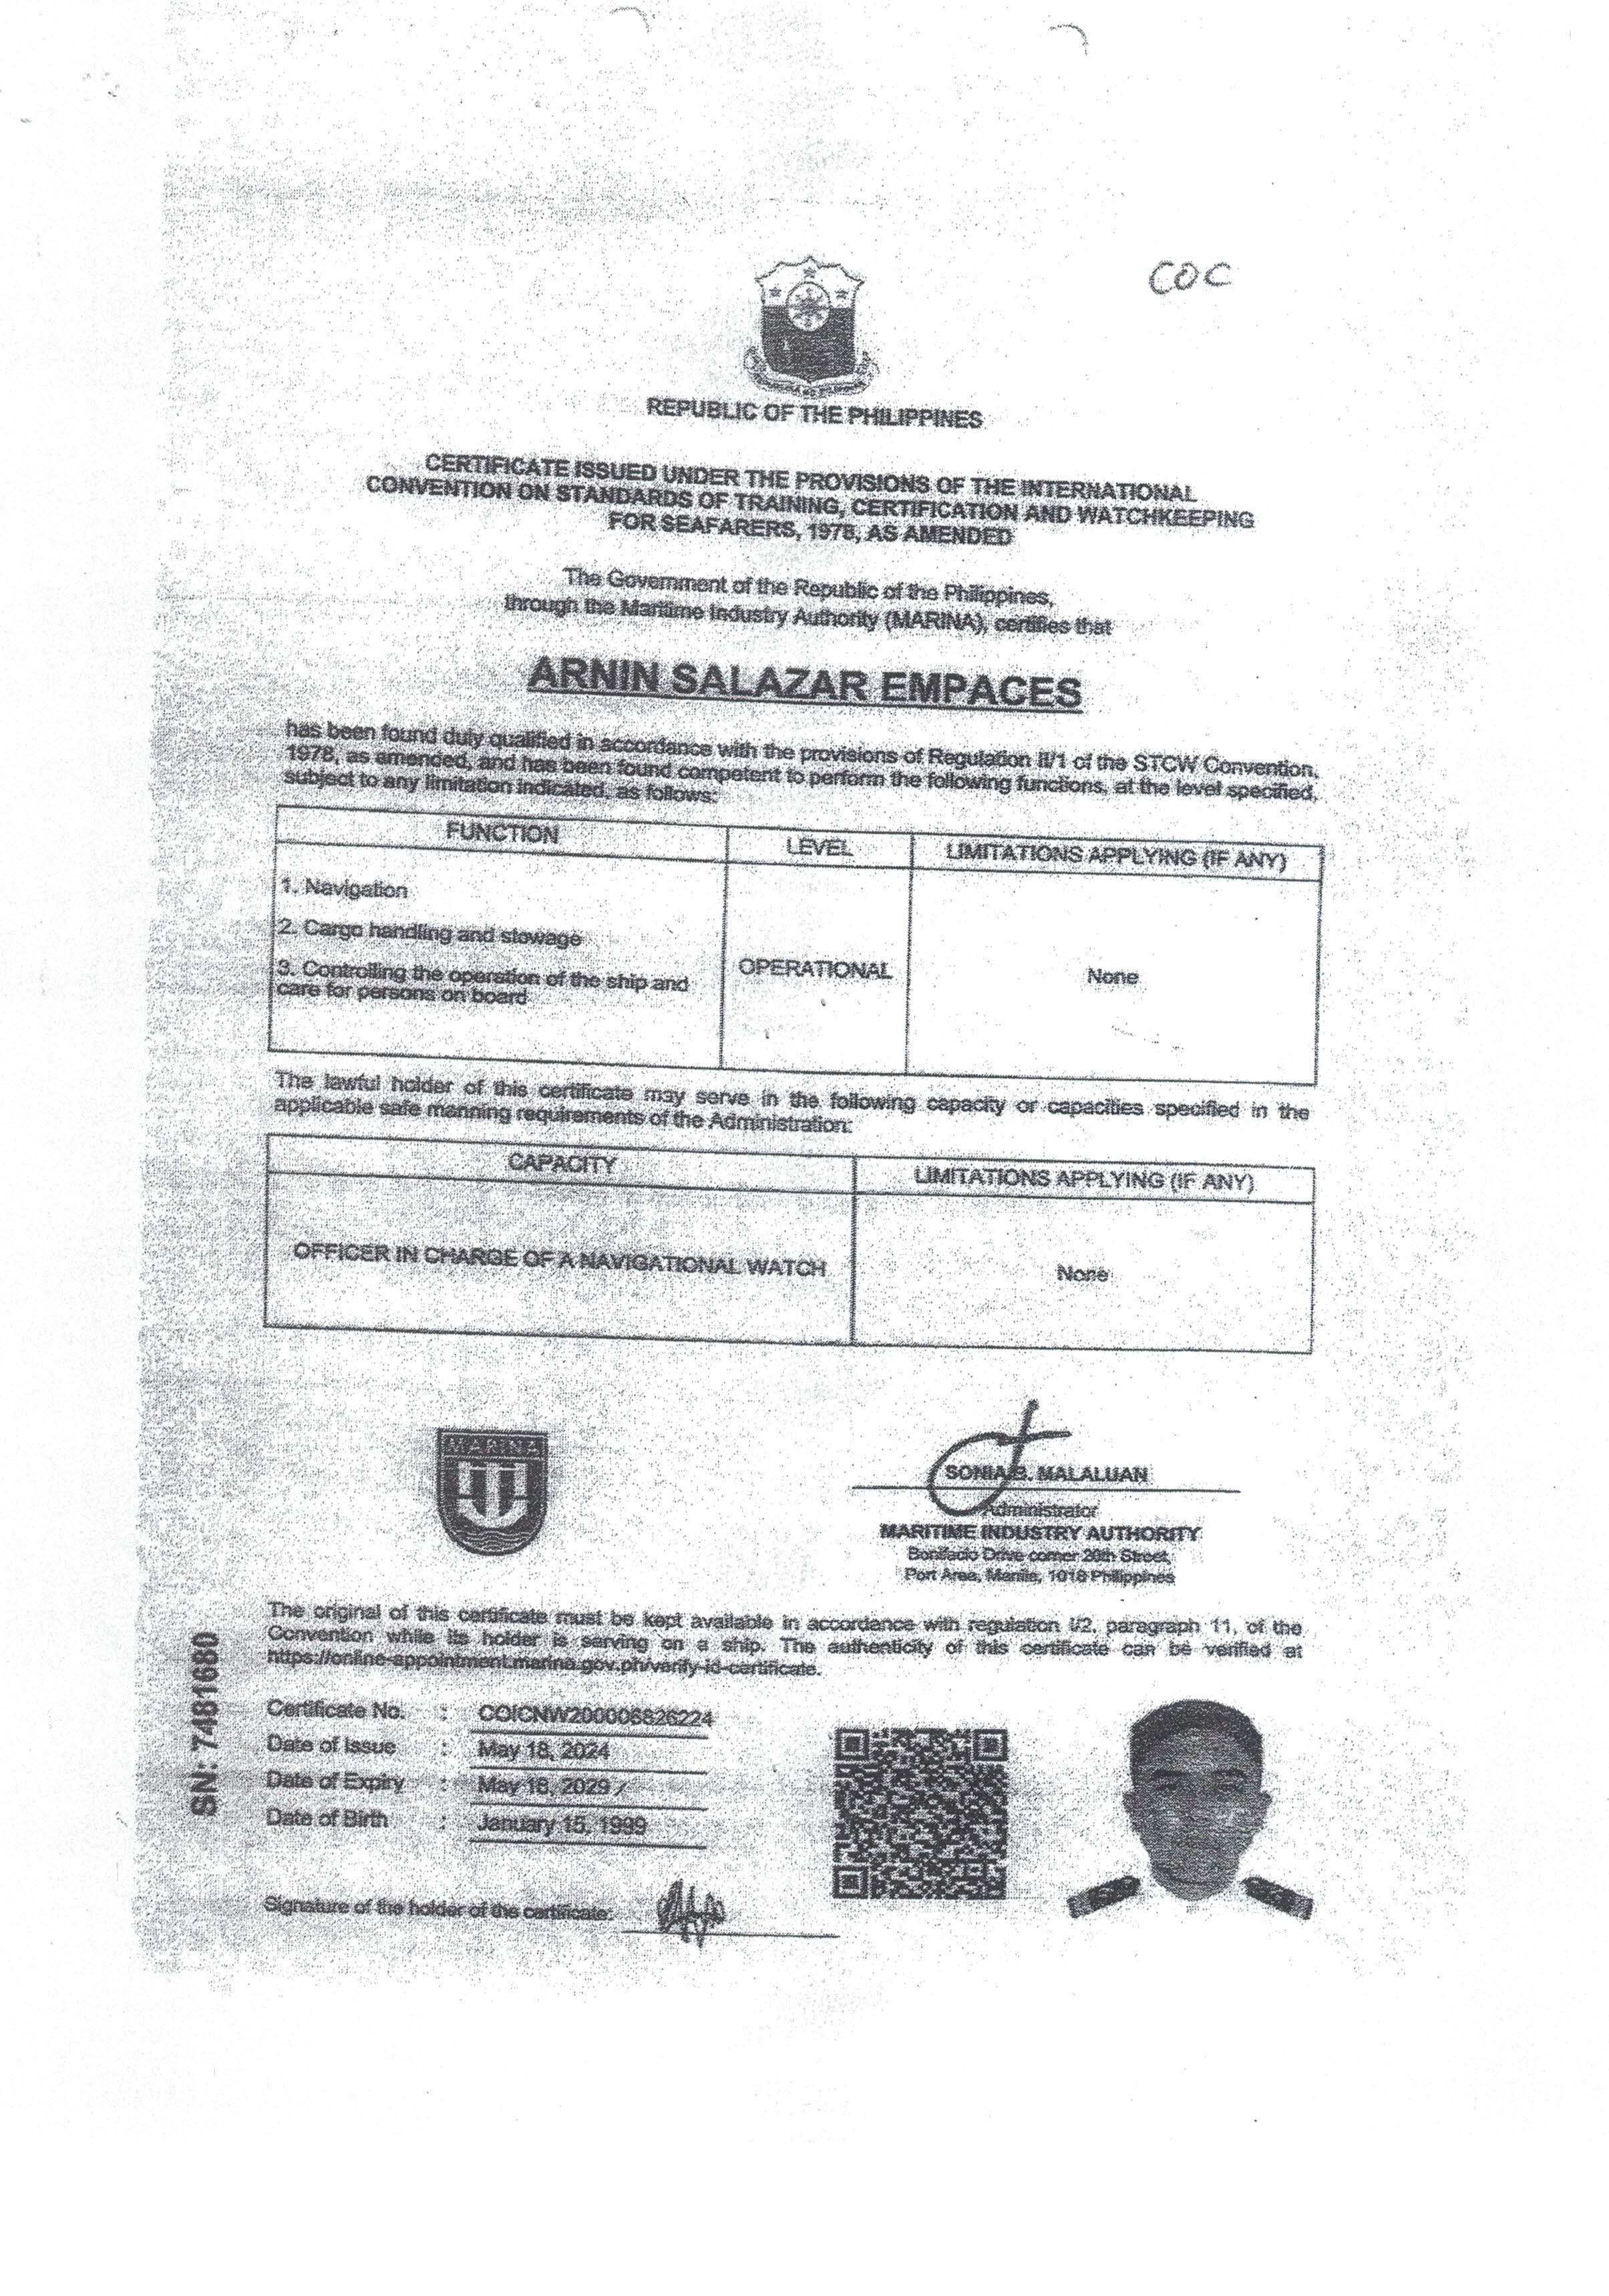 COC
REPUBLIC OF THE PHILIPPINES
CERTIFICATE ISSUED UNDER THE PROVISIONS OF THE INTERNATIONAL
CONVENTION ON STANDARDS OF TRAINING, CERTIFICATION AND WATCHKEEPING
FOR SEAFARERS, 1978, AS AMENDED
The Government of the Republic of the Philippines,
through the Maritime Industry Authority (MARINA), certifies that
ARNIN SALAZAR EMPACES
has been found duly qualified in accordance with the provisions of Regulation II/1 of the STCW Convention,
1978, as amended, and has been found competent to perform the following functions, at the level specified,
subject to any limitation indicated, as follows:
FUNCTION LEVEL LIMITATIONS APPLYING (IF ANY)
1. Navigation
2. Cargo handling and stowage
3. Controlling the operation of the ship and
care for persons on board
OPERATIONAL
None
The lawful holder of this certificate may serve in the following capacity or capacities specified in the
applicable safe manning requirements of the Administration:
CAPACITY LIMITATIONS APPLYING (IF ANY)
OFFICER IN CHARGE OF A NAVIGATIONAL WATCH None
MARINA
SONIA B. MALALUAN
Administrator
MARITIME INDUSTRY AUTHORITY
Bonifacio Drive corner 20th Street,
Port Area, Manila, 1018 Philippines
The original of this certificate must be kept available in accordance with regulation I/2, paragraph 11, of the
Convention while its holder is serving on a ship. The authenticity of this certificate can be verified at
https://online-appointment.marina.gov.ph/verify-id-certificate.
SN: 7481680
Certificate No. : COICNW200006826224
Date of Issue : May 18, 2024
Date of Expiry : May 18, 2029
Date of Birth : January 15, 1999
Signature of the holder of the certificate: